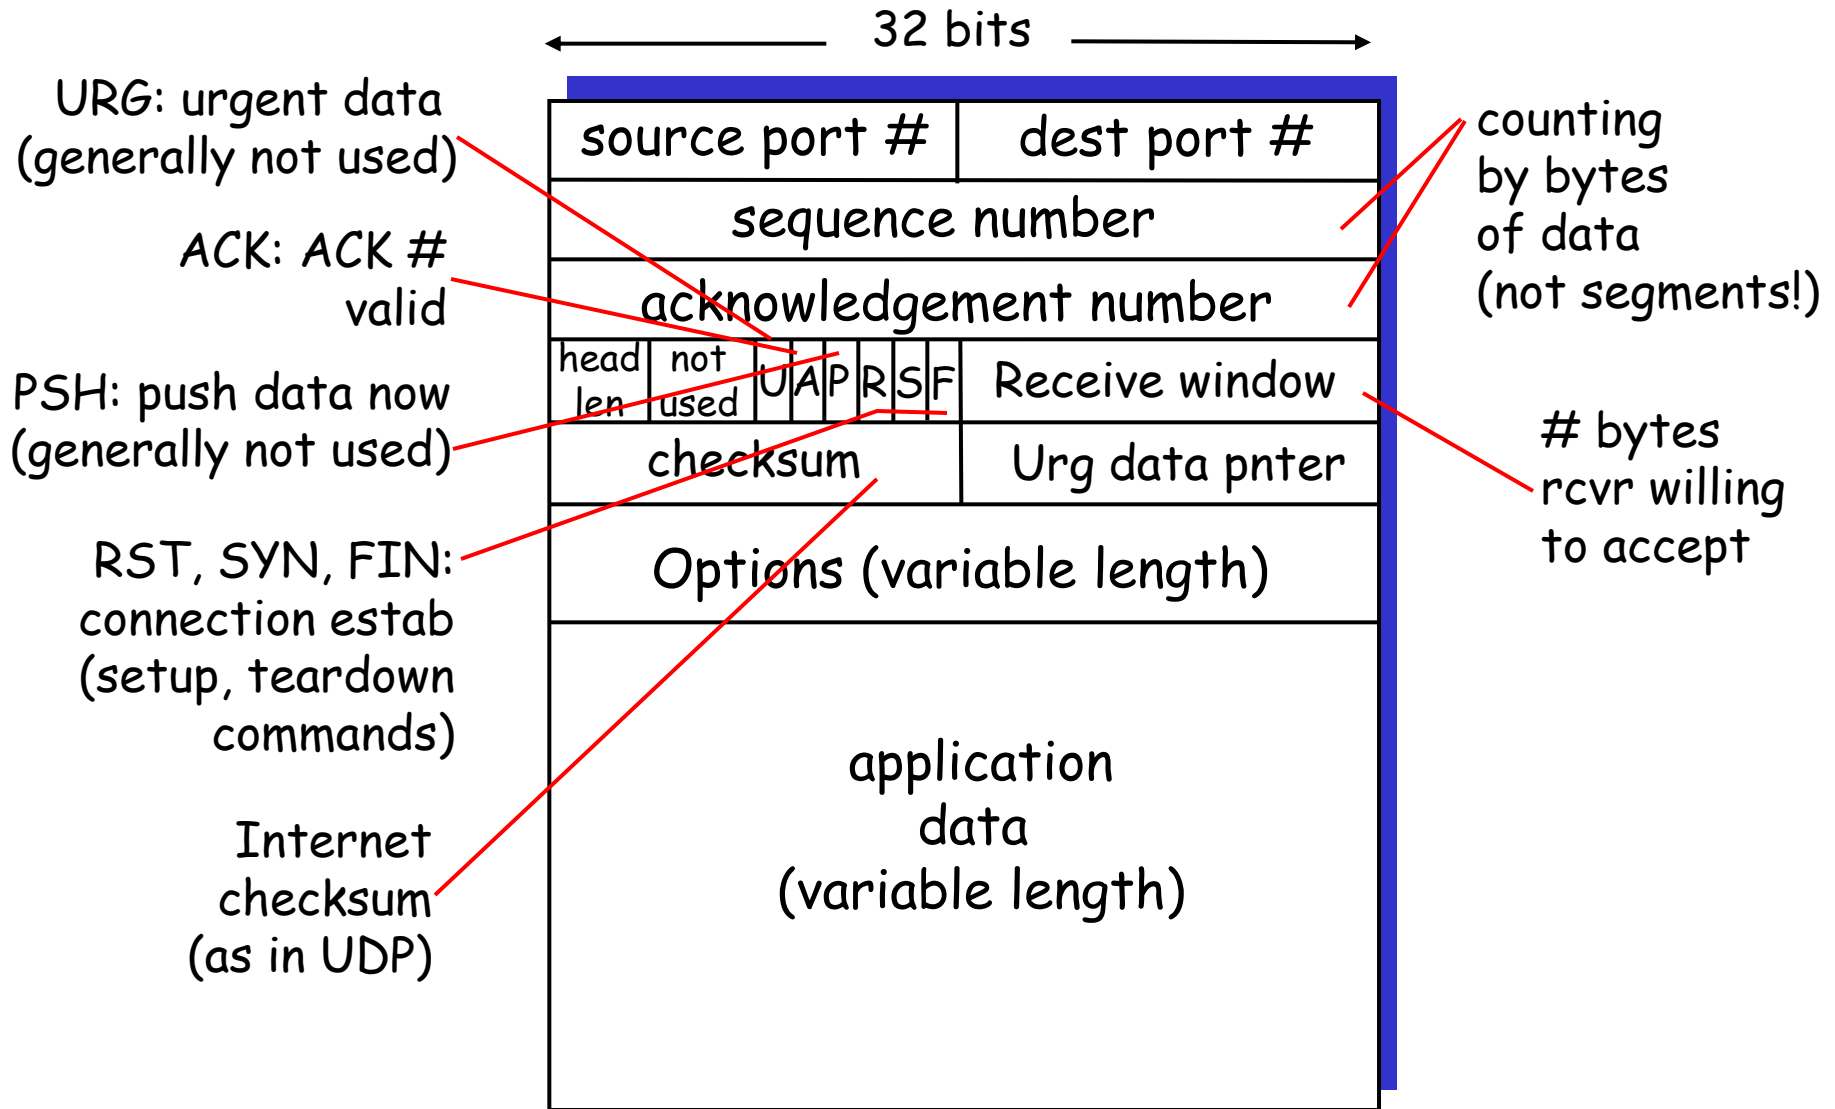 32 bits
URG: urgent data
(generally not used)
ACK: ACK #
valid
PSH: push data now
(generally not used)
RST, SYN, FIN:
connection estab
(setup, teardown
commands)
Internet
checksum
(as in UDP)
source port #
dest port #
sequence number
acknowledgement number
head
len
not
used
U
A
P
R
S
F
Receive window
checksum
Urg data pnter
Options (variable length)
application
data
(variable length)
counting
by bytes
of data
(not segments!)
# bytes
rcvr willing
to accept